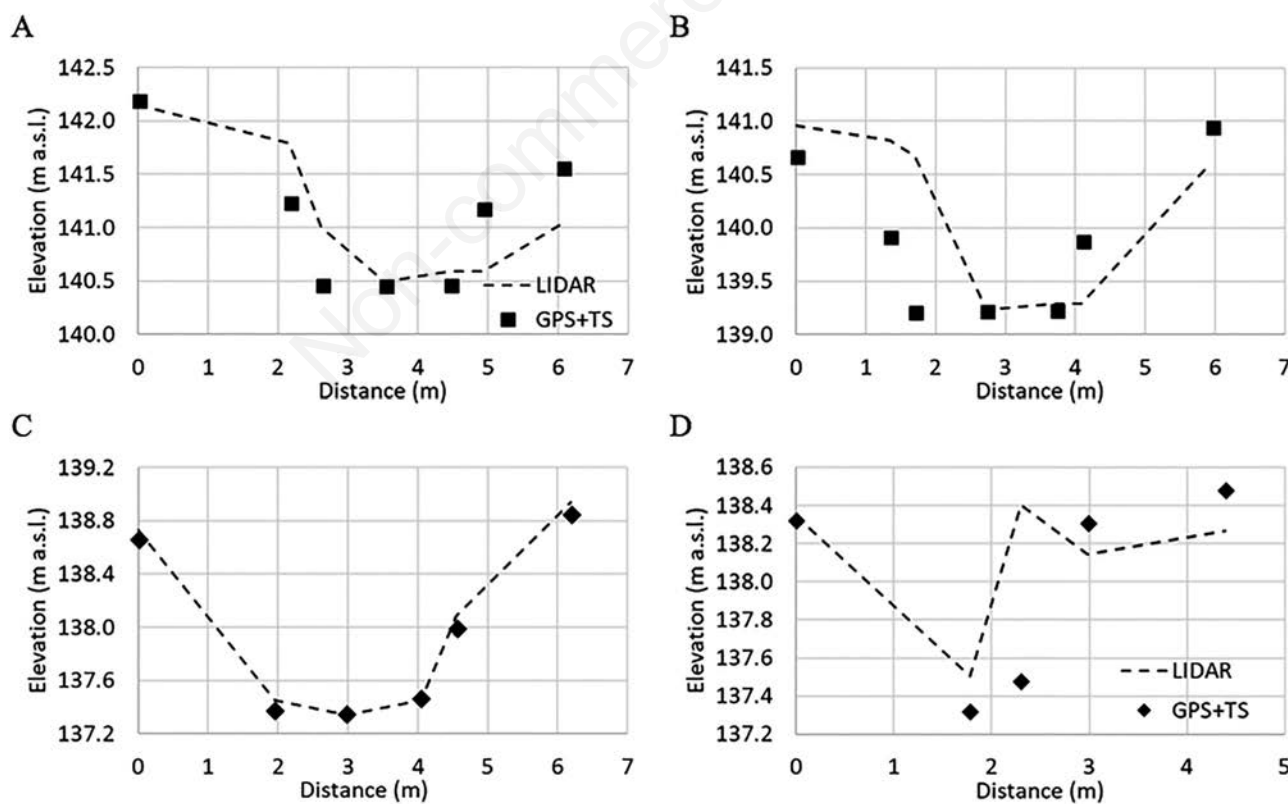 A
142.5
142.0
141.5
141.0
140.5
140.0
Elevation (m a.s.l.)
0 1 2 3 4 5 6 7
Distance (m)
LIDAR
GPS+TS
B
141.5
141.0
140.5
140.0
139.5
139.0
Elevation (m a.s.l.)
0 1 2 3 4 5 6 7
Distance (m)
C
139.2
138.8
138.4
138.0
137.6
137.2
Elevation (m a.s.l.)
0 1 2 3 4 5 6 7
Distance (m)
D
138.6
138.4
138.2
138.0
137.8
137.6
137.4
137.2
Elevation (m a.s.l.)
0 1 2 3 4 5
Distance (m)
LIDAR
GPS+TS